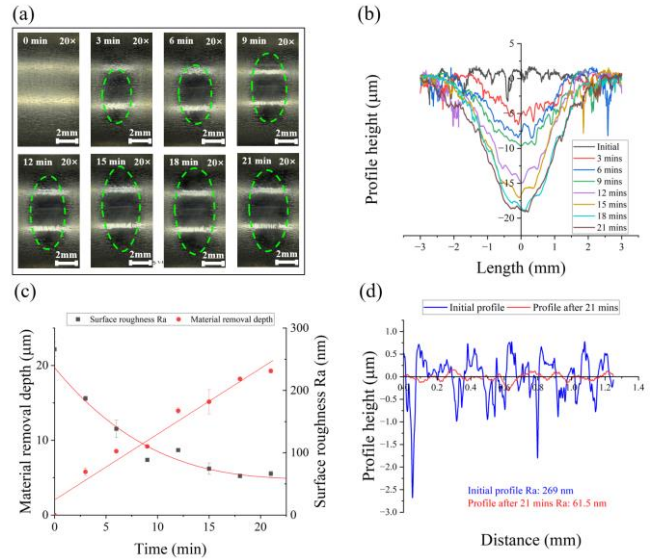 (a)
0 min 20×
3 min 20×
6 min 20×
9 min 20×
2mm
2mm
2mm
2mm
12 min 20×
15 min 20×
18 min 20×
21 min 20×
2mm
2mm
2mm
2mm
(b)
Profile height (μm)
5
0
-5
-10
-15
-20
Initial
3 mins
6 mins
9 mins
12 mins
15 mins
18 mins
21 mins
−3 −2 −1 0 1 2 3
Length (mm)
(c)
Surface roughness Ra
Material removal depth
Material removal depth (μm)
20
10
0
Surface roughness Ra (nm)
300
200
100
0
0 5 10 15 20
Time (min)
(d)
Initial profile
Profile after 21 mins
Profile height (μm)
1.0
0.5
0.0
-0.5
-1.0
-1.5
-2.0
-2.5
-3.0
0.0 0.2 0.4 0.6 0.8 1.0 1.2 1.4
Initial profile Ra: 269 nm
Profile after 21 mins Ra: 61.5 nm
Distance (mm)